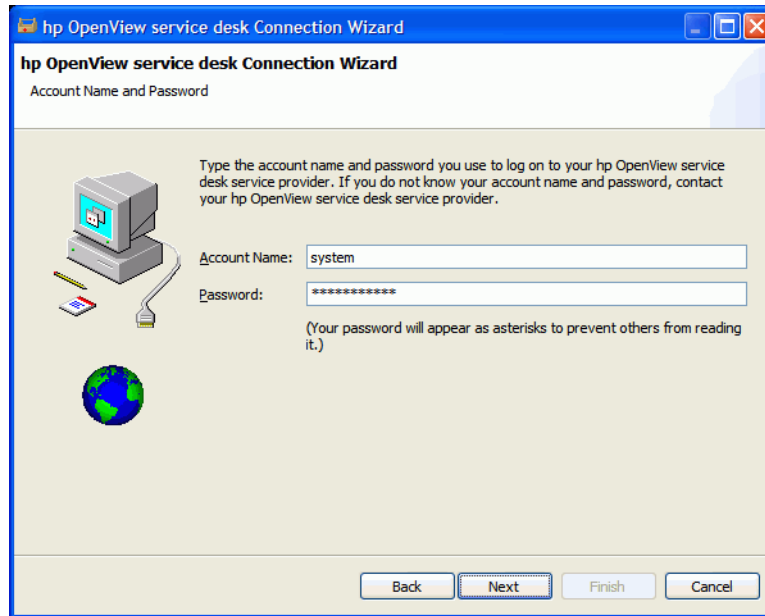 hp OpenView service desk Connection Wizard
hp OpenView service desk Connection Wizard
Account Name and Password
Type the account name and password you use to log on to your hp OpenView service
desk service provider. If you do not know your account name and password, contact
your hp OpenView service desk service provider.
Account Name: system
Password: ***********
(Your password will appear as asterisks to prevent others from reading
it.)
Back Next Finish Cancel